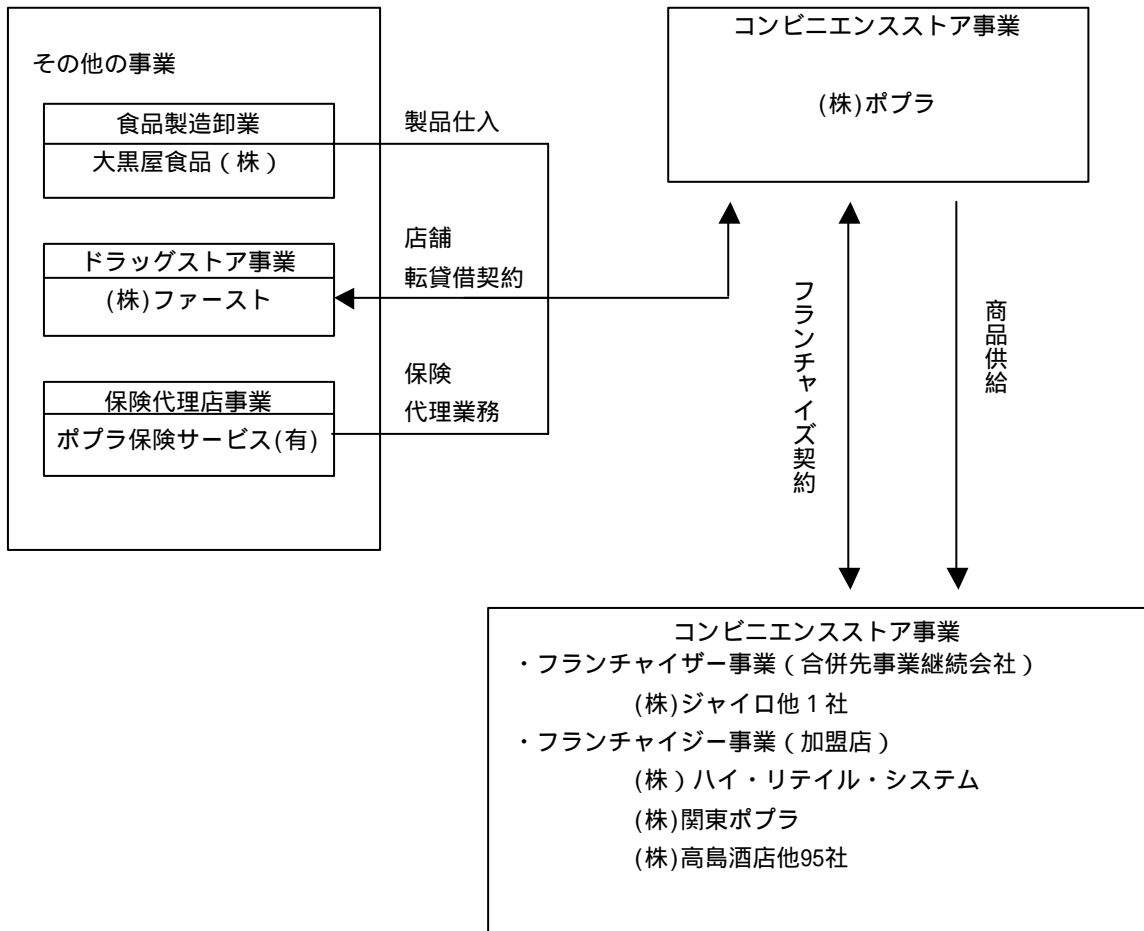 その他の事業
食品製造卸業
大黒屋食品（株）
ドラッグストア事業
(株)ファースト
保険代理店事業
ポプラ保険サービス(有)
製品仕入
店舗
転貸借契約
保険
代理業務
コンビニエンスストア事業
(株)ポプラ
フランチャイズ契約
商品供給
コンビニエンスストア事業
・フランチャイザー事業（合併先事業継続会社）
(株)ジャイロ他１社
・フランチャイジー事業（加盟店）
(株）ハイ・リテイル・システム
(株)関東ポプラ
(株)高島酒店他95社